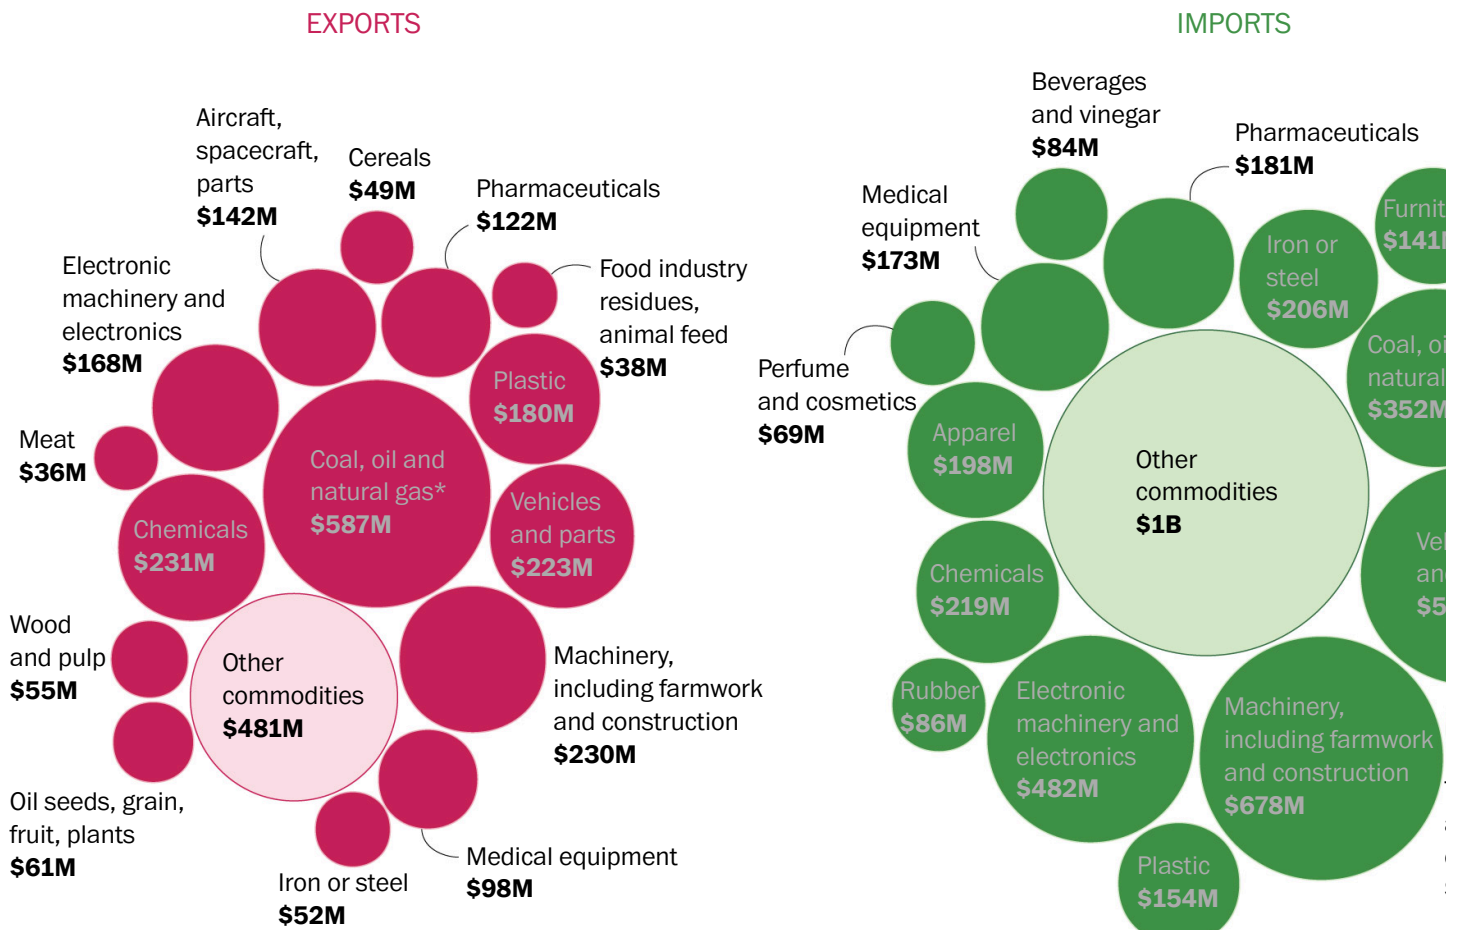 EXPORTS
Aircraft,
spacecraft,
parts
$142M
Cereals
$49M
Pharmaceuticals
$122M
Electronic
machinery and
electronics
$168M
Food industry
residues,
animal feed
$38M
Plastic
$180M
Meat
$36M
Coal, oil and
natural gas*
$587M
Vehicles
and parts
$223M
Chemicals
$231M
Wood
and pulp
$55M
Other
commodities
$481M
Machinery,
including farmwork
and construction
$230M
Oil seeds, grain,
fruit, plants
$61M
Medical equipment
$98M
Iron or steel
$52M
IMPORTS
Beverages
and vinegar
$84M
Pharmaceuticals
$181M
Medical
equipment
$173M
Iron or
steel
$206M
$141
Perfume
and cosmetics
$69M
Coal,
natural
$352M
Apparel
$198M
Other
commodities
$1B
Chemicals
$219M
Rubber
$86M
Electronic
machinery and
electronics
$482M
Machinery,
including farmwork
and construction
$678M
Plastic
$154M